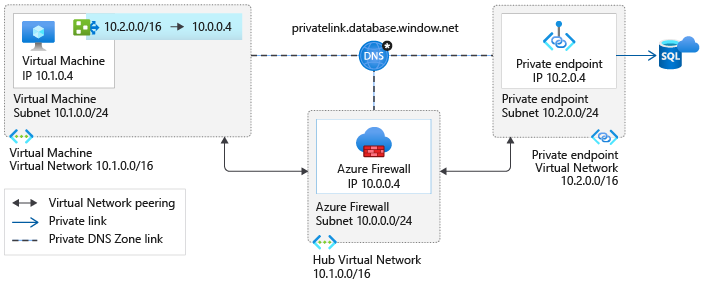 privatelink.database.window.net
10.2.0.0/16 → 10.0.0.4
DNS
*
Virtual Machine
IP 10.1.0.4
Virtual Machine
Subnet 10.1.0.0/24
Virtual Machine
Virtual Network 10.1.0.0/16
Private endpoint
IP 10.2.0.4
SQL
Private endpoint
Subnet 10.2.0.0/24
Private endpoint
Virtual Network
10.2.0.0/16
Azure Firewall
IP 10.0.0.4
Azure Firewall
Subnet 10.0.0.0/24
Hub Virtual Network
10.1.0.0/16
Virtual Network peering
Private link
Private DNS Zone link